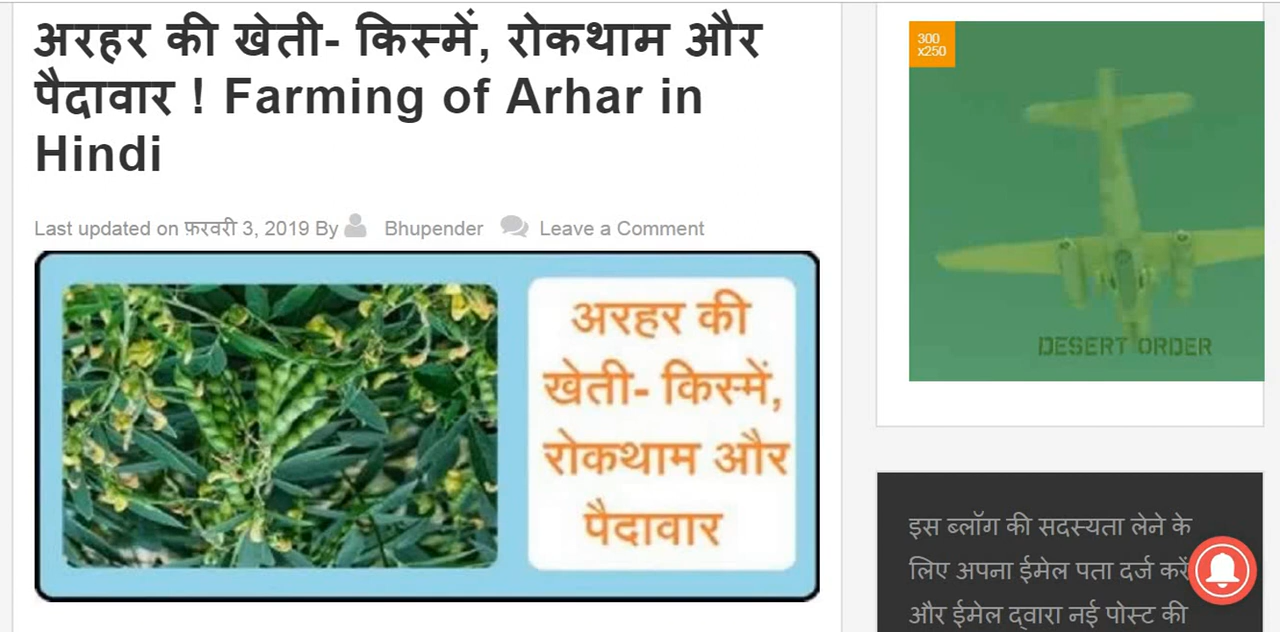 अरहर की खेती- किस्में, रोकथाम और
पैदावार ! Farming of Arhar in
Hindi
Last updated on फ़रवरी 3, 2019 By Bhupender Leave a Comment
अरहर की
खेती- किस्में,
रोकथाम और
पैदावार
300
x250
DESERT ORDER
इस ब्लॉग की सदस्यता लेने के
लिए अपना ईमेल पता दर्ज करें
और ईमेल द्वारा नई पोस्ट की